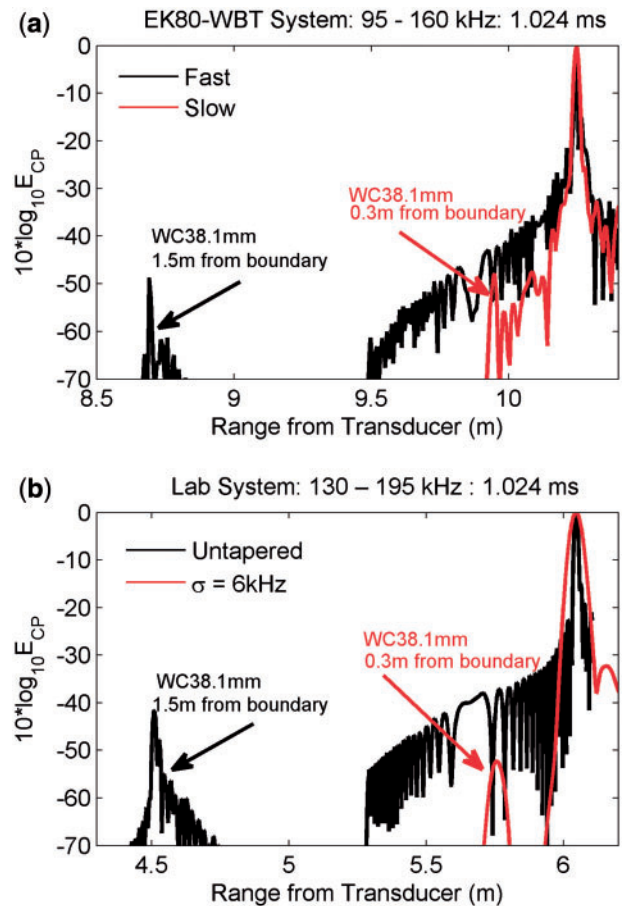 (a) EK80-WBT System: 95 - 160 kHz: 1.024 ms
0
-10
-20
-30
-40
-50
-60
-70
10*log10ECP
Fast
Slow
WC38.1mm
0.3m from boundary
WC38.1mm
1.5m from boundary
8.5 9 9.5 10
Range from Transducer (m)
(b) Lab System: 130 – 195 kHz : 1.024 ms
0
-10
-20
-30
-40
-50
-60
-70
10*log10ECP
Untapered
σ = 6kHz
WC38.1mm
0.3m from boundary
WC38.1mm
1.5m from boundary
4.5 5 5.5 6
Range from Transducer (m)